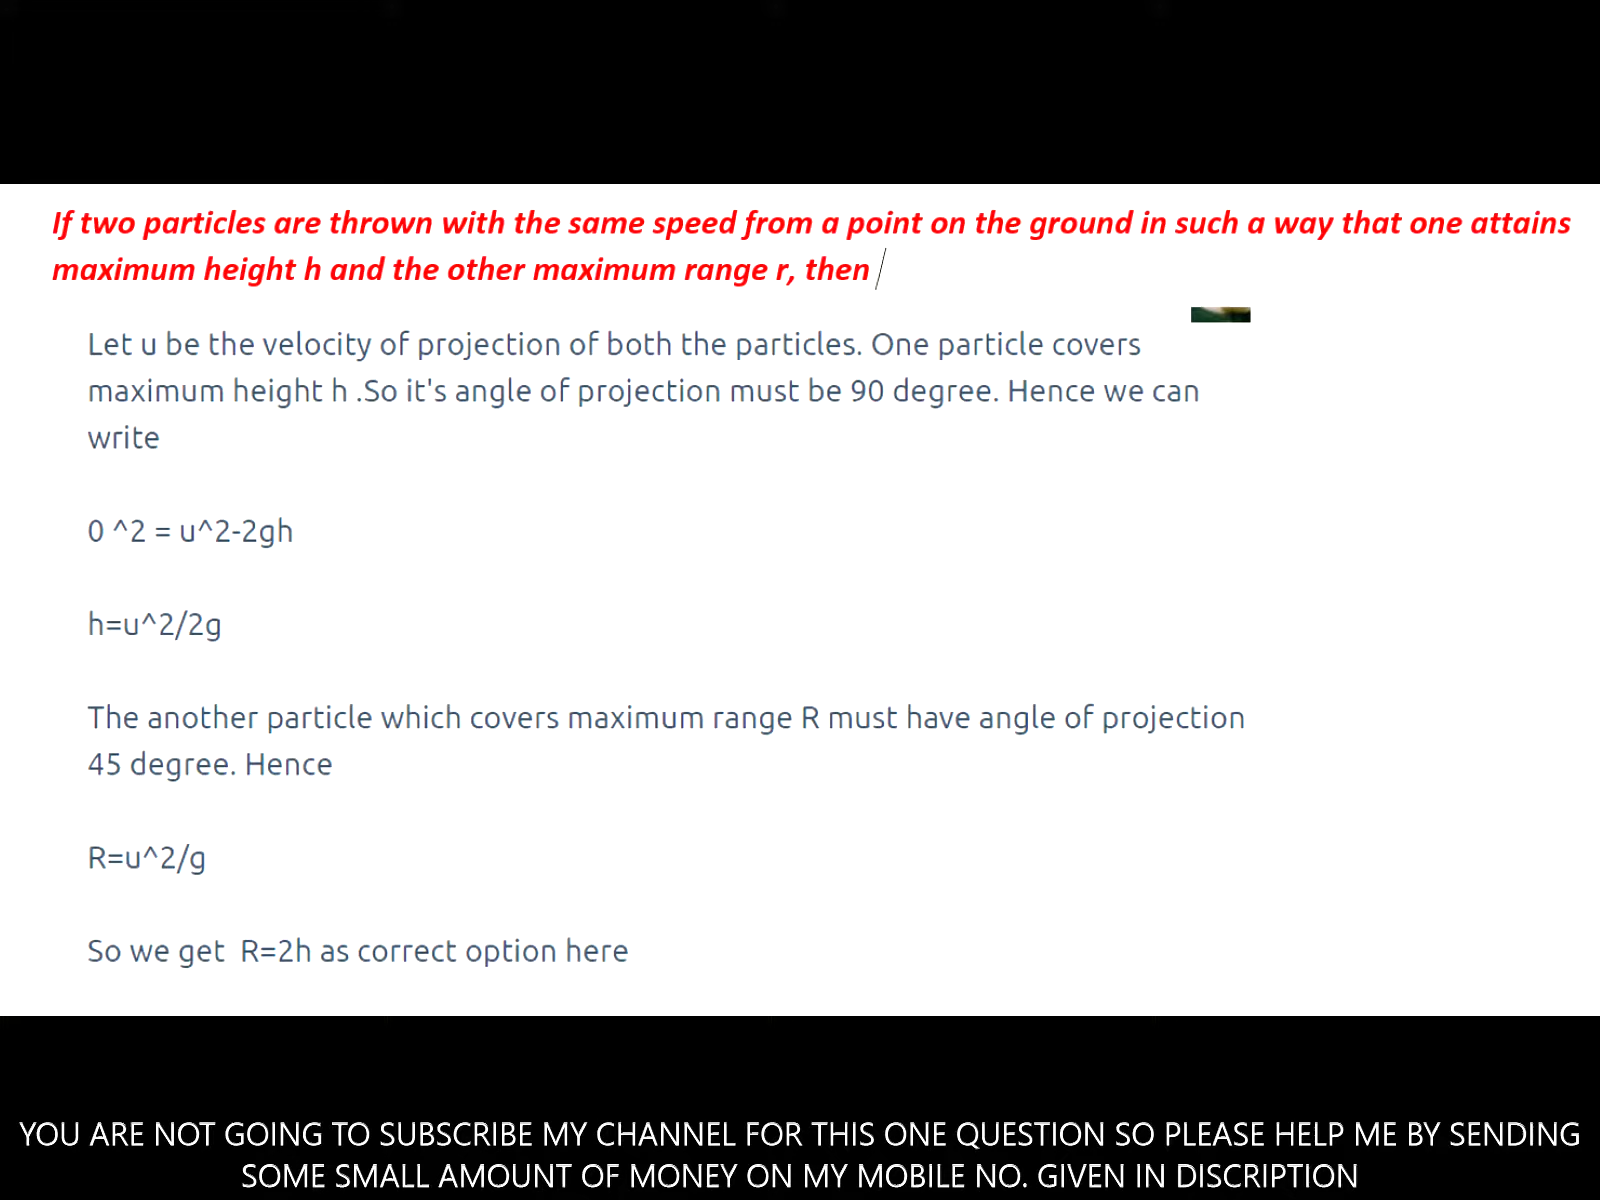 If two particles are thrown with the same speed from a point on the ground in such a way that one attains
maximum height h and the other maximum range r, then
Let u be the velocity of projection of both the particles. One particle covers
maximum height h .So it's angle of projection must be 90 degree. Hence we can
write
0 ^2 = u^2-2gh
h=u^2/2g
The another particle which covers maximum range R must have angle of projection
45 degree. Hence
R=u^2/g
So we get  R=2h as correct option here
YOU ARE NOT GOING TO SUBSCRIBE MY CHANNEL FOR THIS ONE QUESTION SO PLEASE HELP ME BY SENDING
SOME SMALL AMOUNT OF MONEY ON MY MOBILE NO. GIVEN IN DISCRIPTION